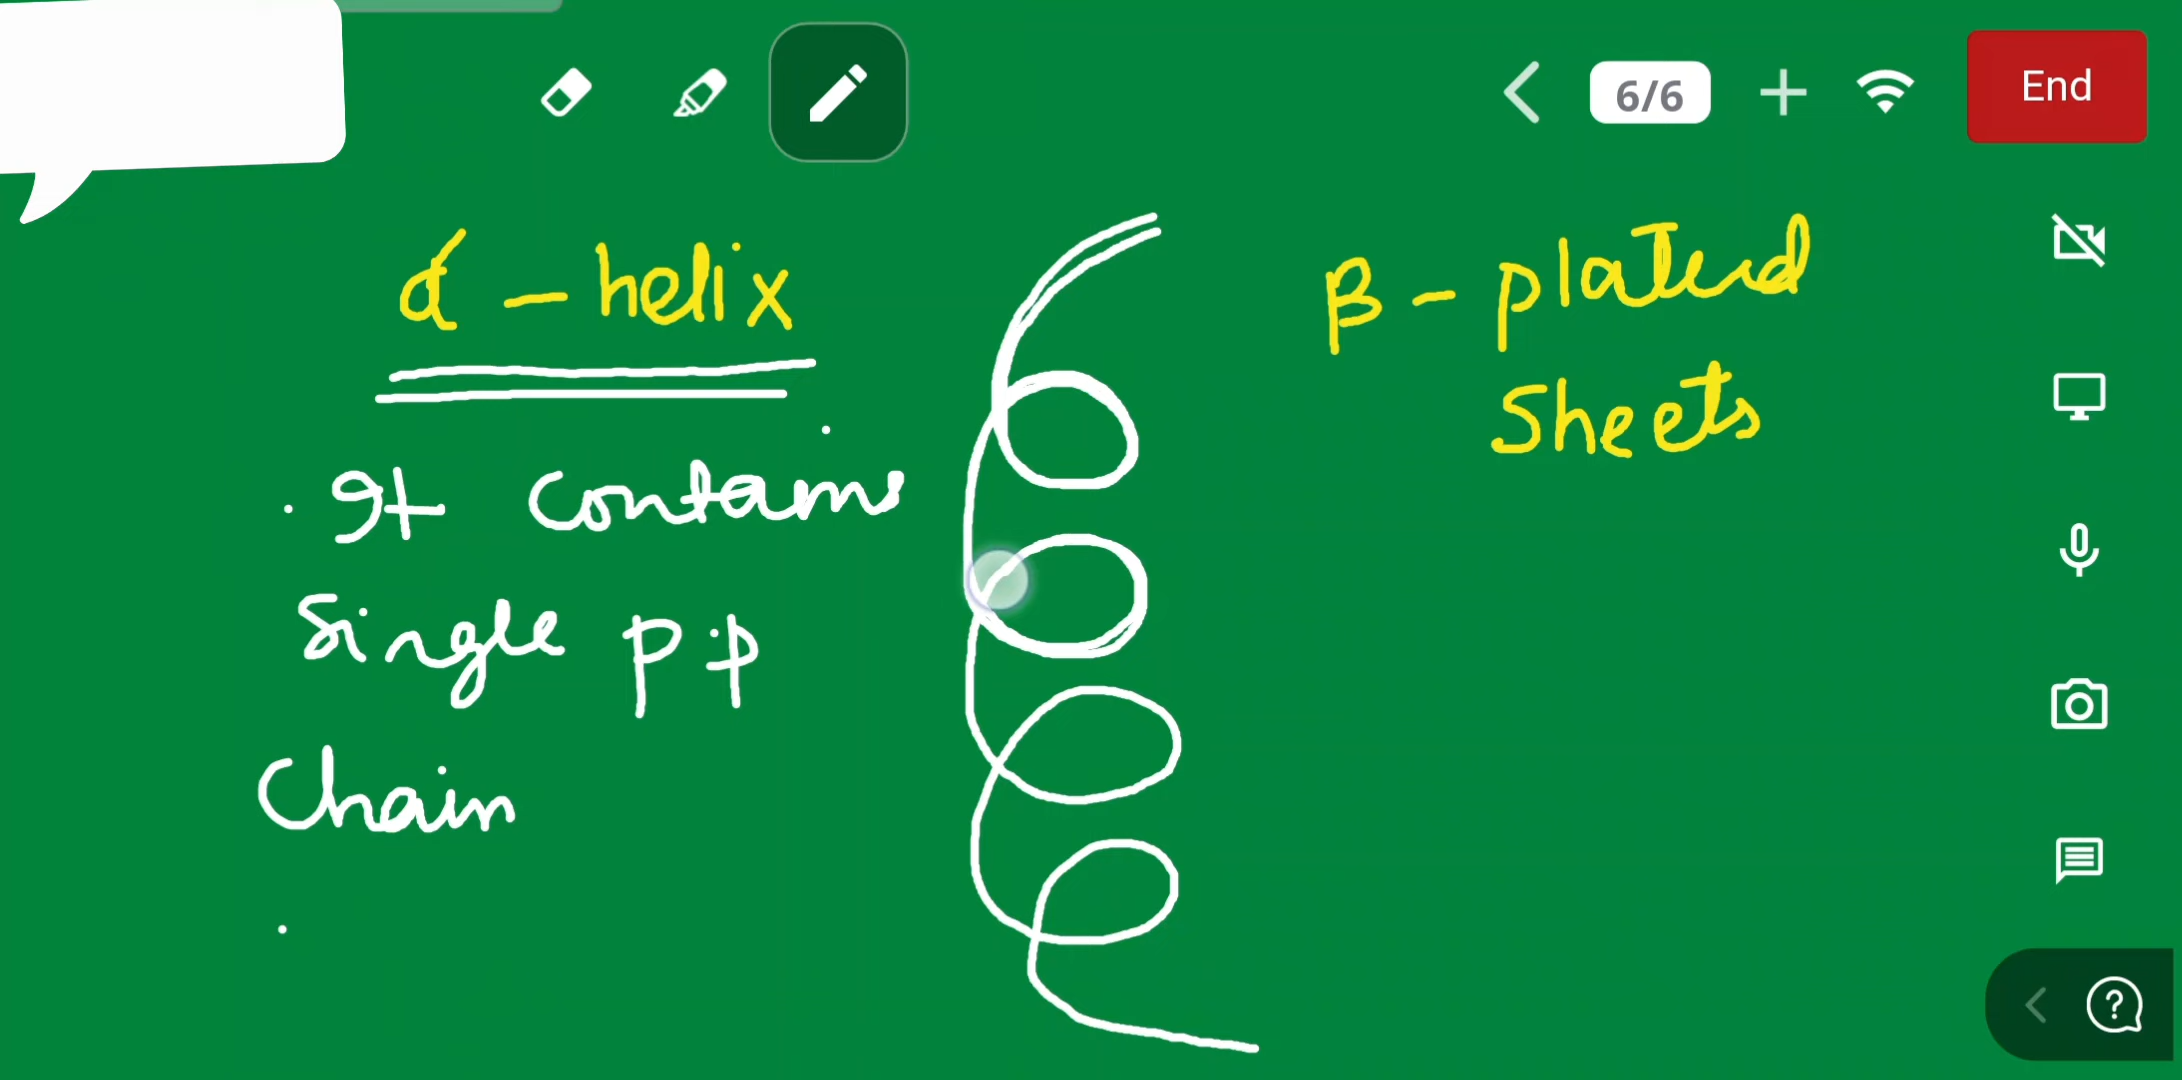 6/6
End
α - helix
β - plated
Sheets
. It contains
single p.p
Chain
.